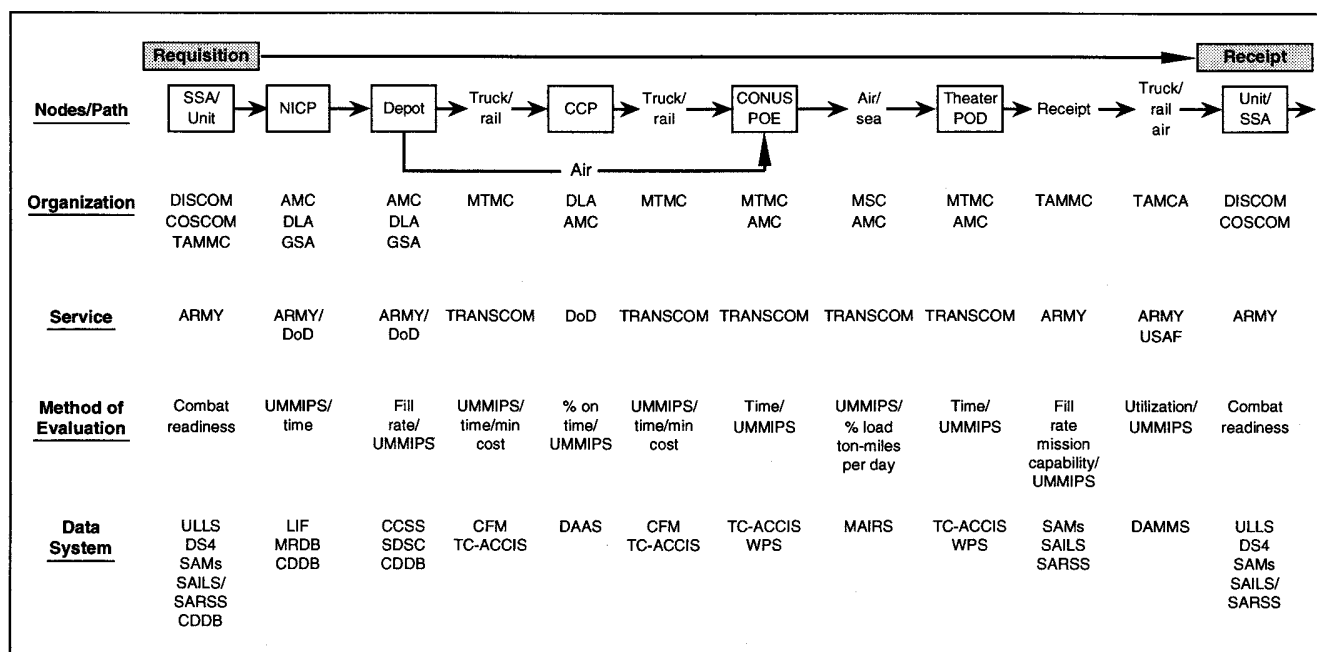 Requisition Receipt
Nodes/Path
SSA/
Unit
NICP
Depot
Truck/
rail
CCP
Truck/
rail
CONUS
POE
Air/
sea
Theater
POD
Receipt
Truck/
rail
air
Unit/
SSA
Air
Organization
DISCOM
COSCOM
TAMMC
AMC
DLA
GSA
AMC
DLA
GSA
MTMC
DLA
AMC
MTMC
MTMC
AMC
MSC
AMC
MTMC
AMC
TAMMC
TAMCA
DISCOM
COSCOM
Service
ARMY
ARMY/
DoD
ARMY/
DoD
TRANSCOM
DoD
TRANSCOM
TRANSCOM
TRANSCOM
TRANSCOM
ARMY
ARMY
USAF
ARMY
Method of
Evaluation
Combat
readiness
UMMIPS/
time
Fill
rate/
UMMIPS
UMMIPS/
time/min
cost
% on
time/
UMMIPS
UMMIPS/
time/min
cost
Time/
UMMIPS
UMMIPS/
% load
ton-miles
per day
Time/
UMMIPS
Fill
rate
mission
capability/
UMMIPS
Utilization/
UMMIPS
Combat
readiness
Data
System
ULLS
DS4
SAMs
SAILS/
SARSS
CDDB
LIF
MRDB
CDDB
CCSS
SDSC
CDDB
CFM
TC-ACCIS
DAAS
CFM
TC-ACCIS
TC-ACCIS
WPS
MAIRS
TC-ACCIS
WPS
SAMs
SAILS
SARSS
DAMMS
ULLS
DS4
SAMs
SAILS/
SARSS